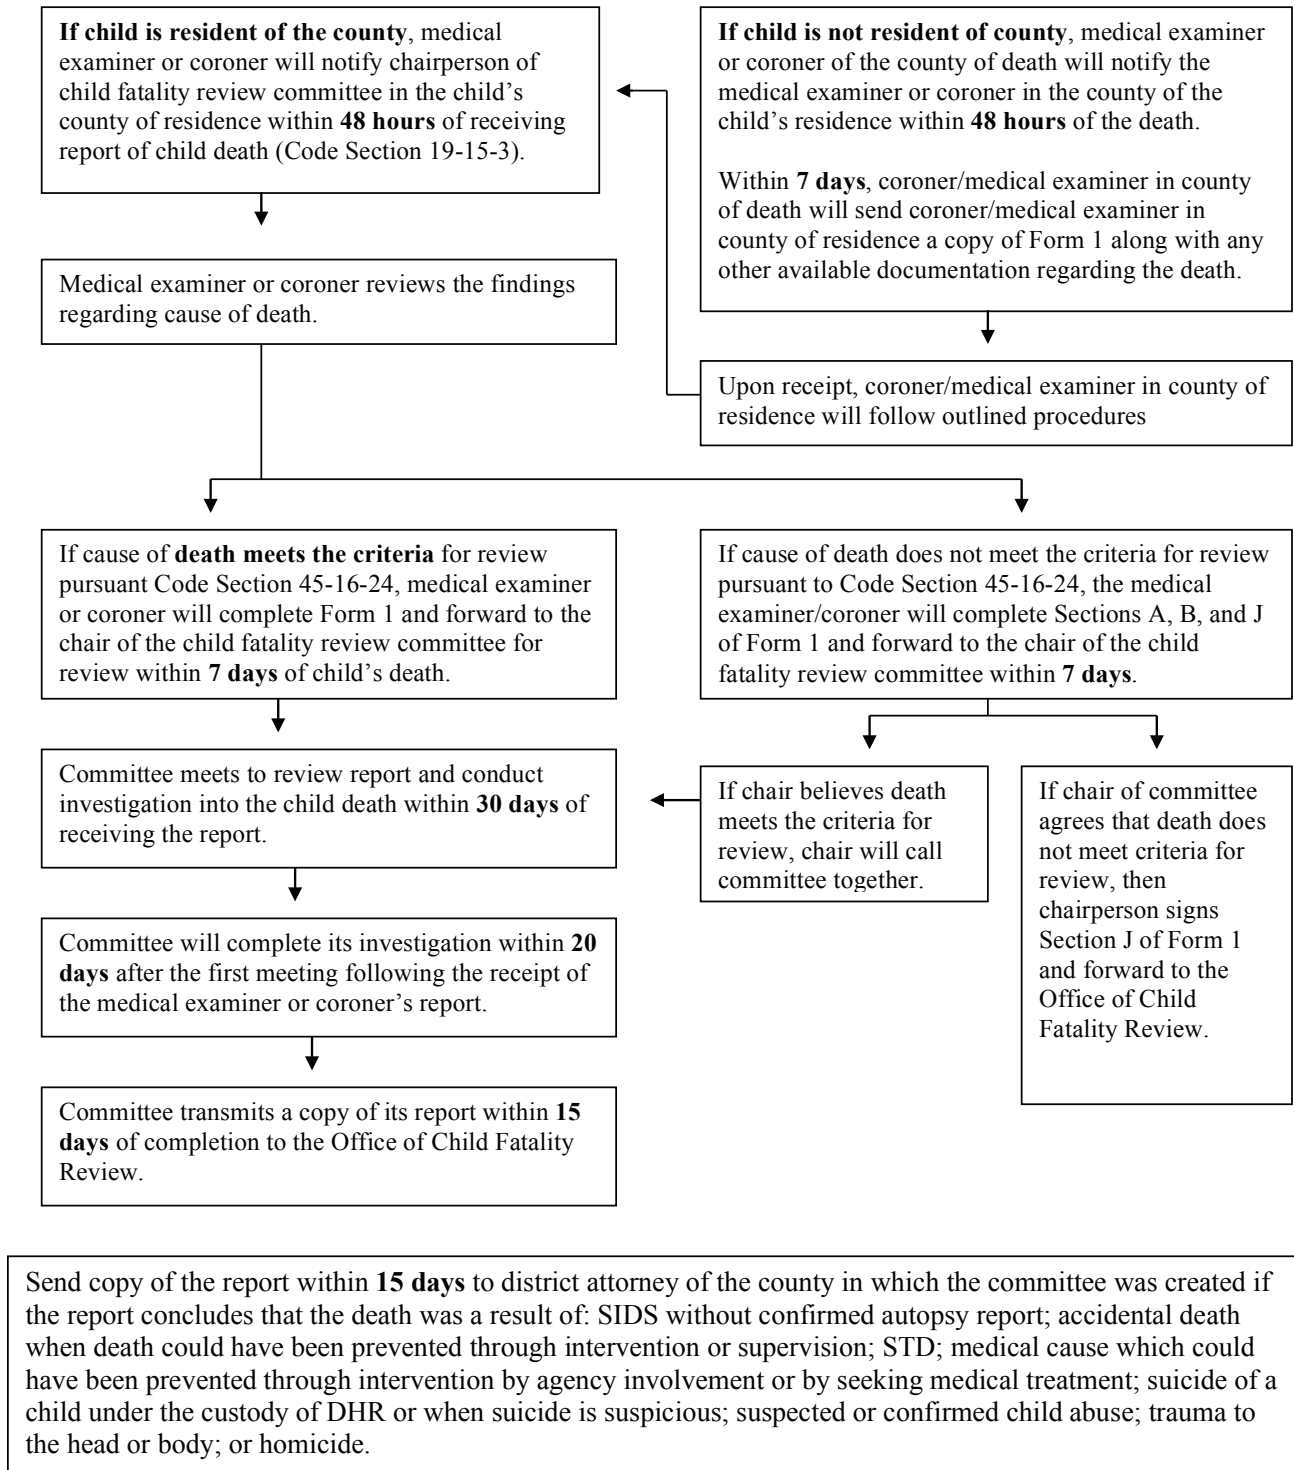 If child is resident of the county, medical
examiner or coroner will notify chairperson of
child fatality review committee in the child's
county of residence within 48 hours of receiving
report of child death (Code Section 19-15-3).
If child is not resident of county, medical examiner
or coroner of the county of death will notify the
medical examiner or coroner in the county of the
child's residence within 48 hours of the death.
Within 7 days, coroner/medical examiner in county
of death will send coroner/medical examiner in
county of residence a copy of Form 1 along with any
other available documentation regarding the death.
Medical examiner or coroner reviews the findings
regarding cause of death.
Upon receipt, coroner/medical examiner in county of
residence will follow outlined procedures
If cause of death meets the criteria for review
pursuant Code Section 45-16-24, medical examiner
or coroner will complete Form 1 and forward to the
chair of the child fatality review committee for
review within 7 days of child's death.
If cause of death does not meet the criteria for review
pursuant to Code Section 45-16-24, the medical
examiner/coroner will complete Sections A, B, and J
of Form 1 and forward to the chair of the child
fatality review committee within 7 days.
Committee meets to review report and conduct
investigation into the child death within 30 days of
receiving the report.
If chair believes death
meets the criteria for
review, chair will call
committee together.
If chair of committee
agrees that death does
not meet criteria for
review, then
chairperson signs
Section J of Form 1
and forward to the
Office of Child
Fatality Review.
Committee will complete its investigation within 20
days after the first meeting following the receipt of
the medical examiner or coroner's report.
Committee transmits a copy of its report within 15
days of completion to the Office of Child Fatality
Review.
Send copy of the report within 15 days to district attorney of the county in which the committee was created if
the report concludes that the death was a result of: SIDS without confirmed autopsy report; accidental death
when death could have been prevented through intervention or supervision; STD; medical cause which could
have been prevented through intervention by agency involvement or by seeking medical treatment; suicide of a
child under the custody of DHR or when suicide is suspicious; suspected or confirmed child abuse; trauma to
the head or body; or homicide.